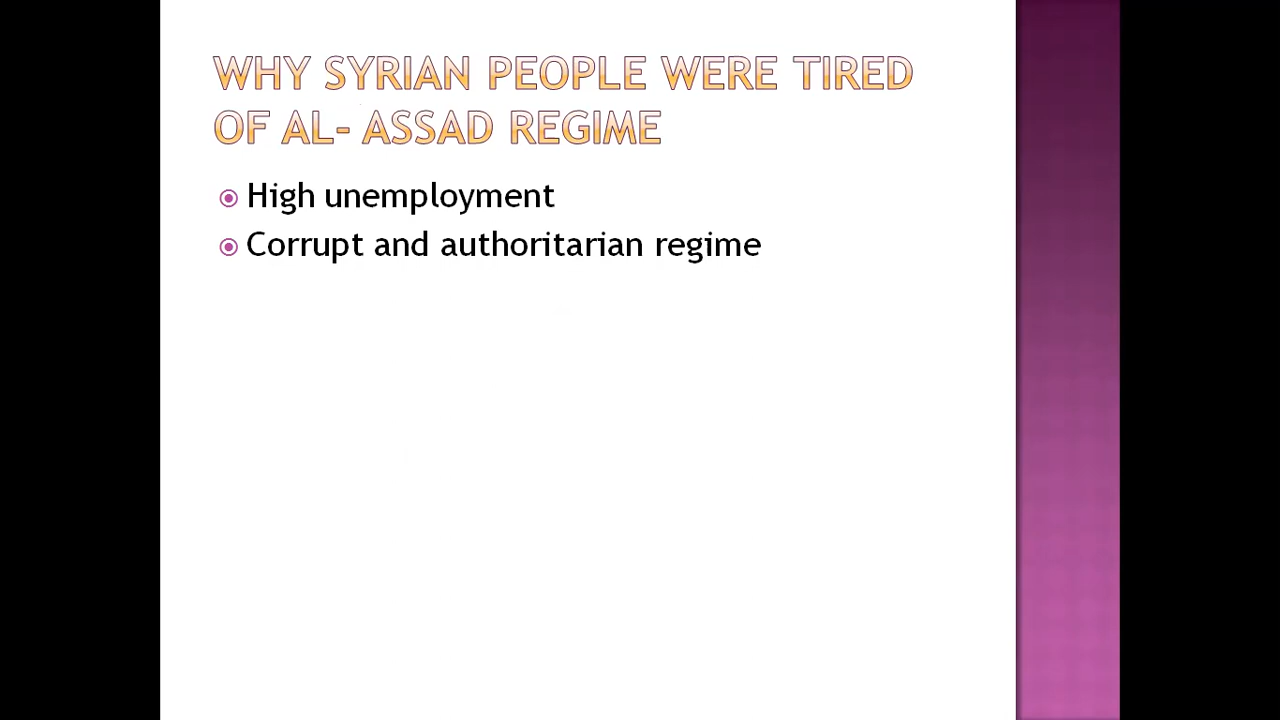 WHY SYRIAN PEOPLE WERE TIRED
OF AL- ASSAD REGIME
High unemployment
Corrupt and authoritarian regime